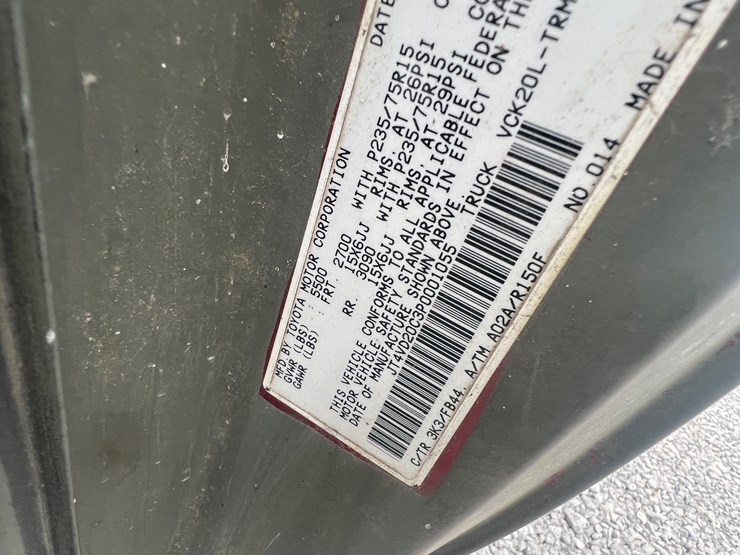 MFD BY TOYOTA MOTOR CORPORATION DATE
GVWR (LBS) : 5500
GAWR (LBS) : FRT. 2700 WITH P235/75R15
15X6JJ RIMS AT 26PSI
RR. 3090 WITH P235/75R15
15X6JJ RIMS AT 29PSI
THIS VEHICLE CONFORMS TO ALL APPLICABLE FEDERA
MOTOR VEHICLE SAFETY STANDARDS IN EFFECT ON TH
DATE OF MANUFACTURE SHOWN ABOVE.
JT4VD20C3P0001055 TRUCK VCK20L-TRM
C/TR 3K3/FB44. A/TM A02A/R150F NO.014 MADE IN